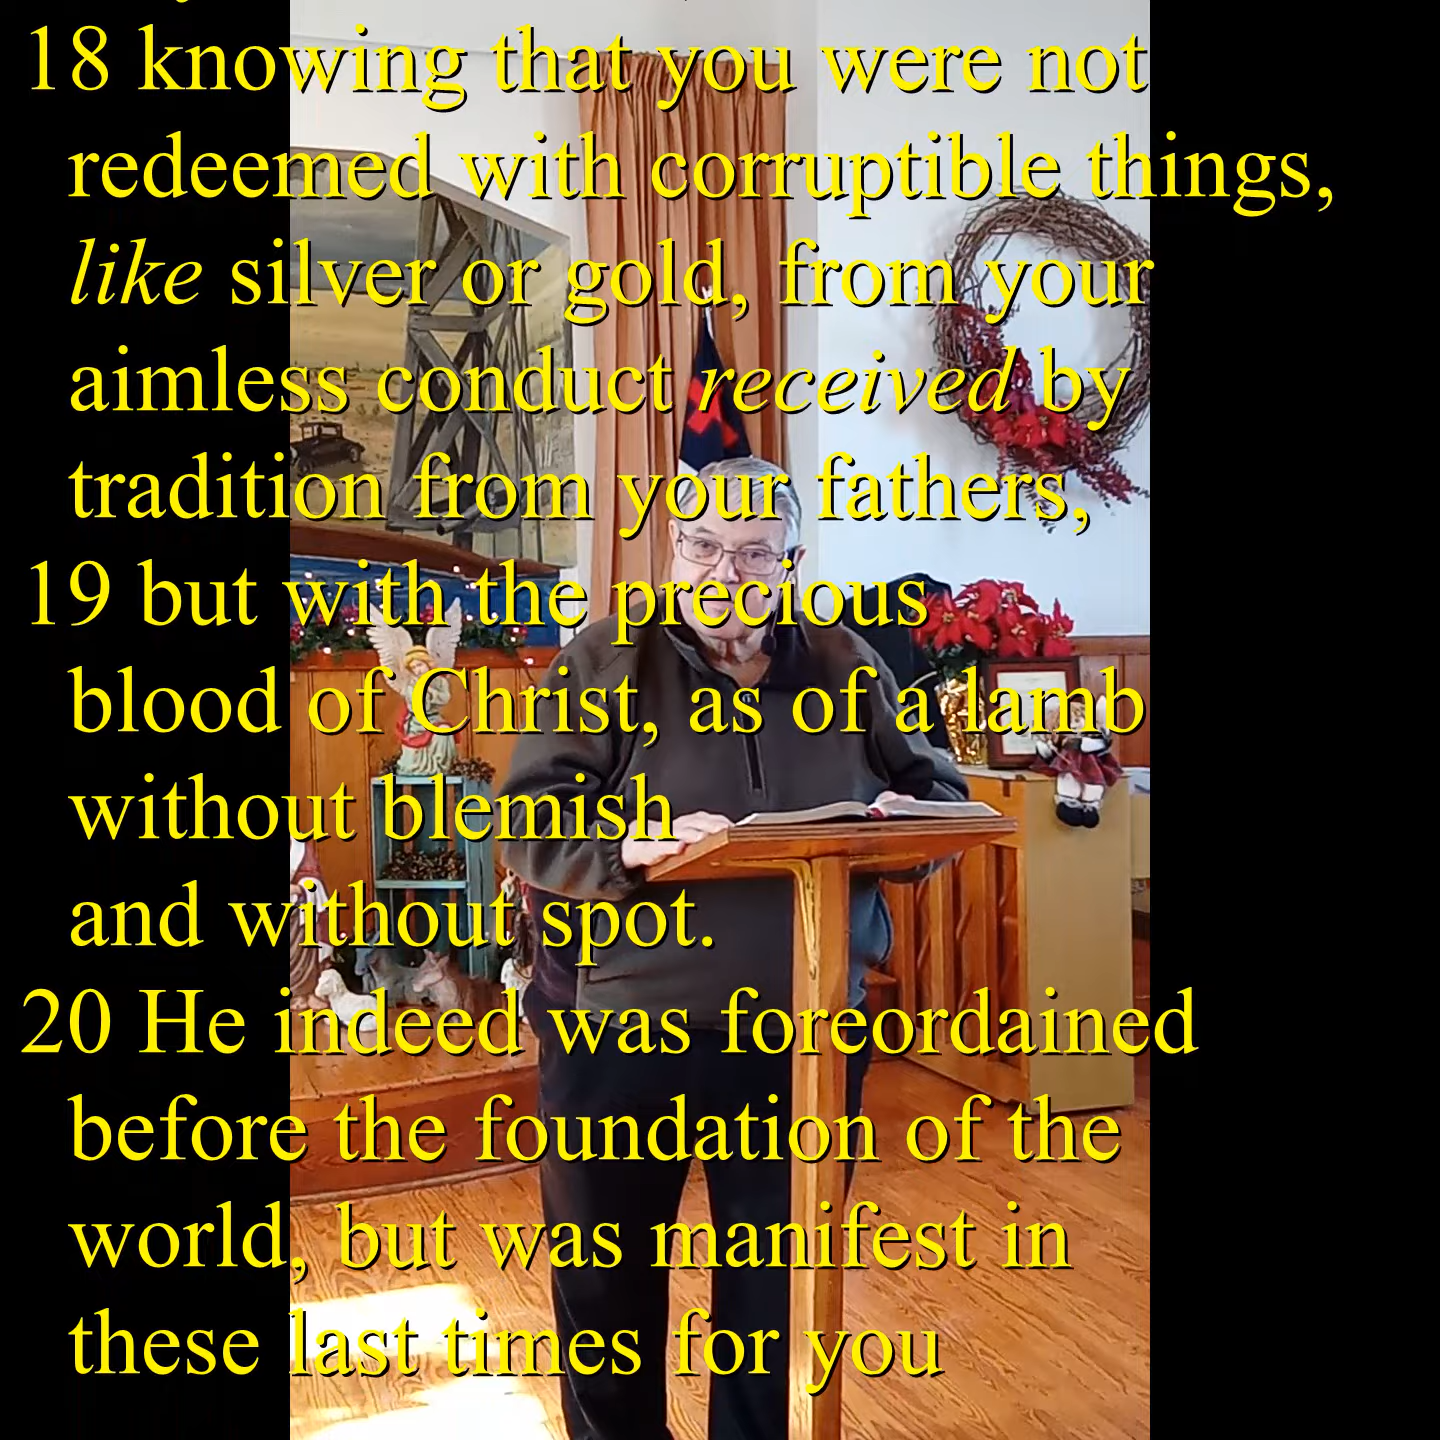 18 knowing that you were not
redeemed with corruptible things,
like silver or gold, from your
aimless conduct received by
tradition from your fathers,
19 but with the precious
blood of Christ, as of a lamb
without blemish
and without spot.
20 He indeed was foreordained
before the foundation of the
world, but was manifest in
these last times for you